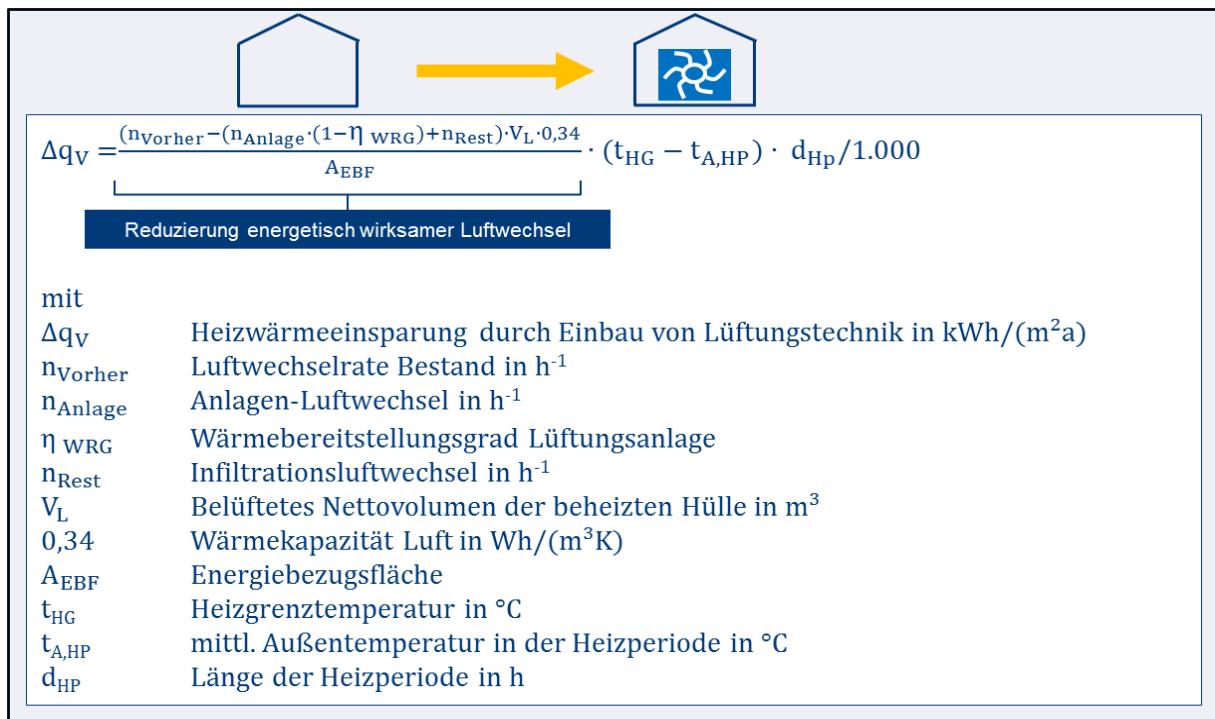 Δq_V = (n_Vorher−(n_Anlage·(1−η_WRG)+n_Rest)·V_L·0,34 / A_EBF · (t_HG − t_A,HP) · d_Hp/1.000
Reduzierung energetisch wirksamer Luftwechsel
mit
Δq_V Heizwärmeeinsparung durch Einbau von Lüftungstechnik in kWh/(m²a)
n_Vorher Luftwechselrate Bestand in h⁻¹
n_Anlage Anlagen-Luftwechsel in h⁻¹
η_WRG Wärmebereitstellungsgrad Lüftungsanlage
n_Rest Infiltrationsluftwechsel in h⁻¹
V_L Belüftetes Nettovolumen der beheizten Hülle in m³
0,34 Wärmekapazität Luft in Wh/(m³K)
A_EBF Energiebezugsfläche
t_HG Heizgrenztemperatur in °C
t_A,HP mittl. Außentemperatur in der Heizperiode in °C
d_HP Länge der Heizperiode in h